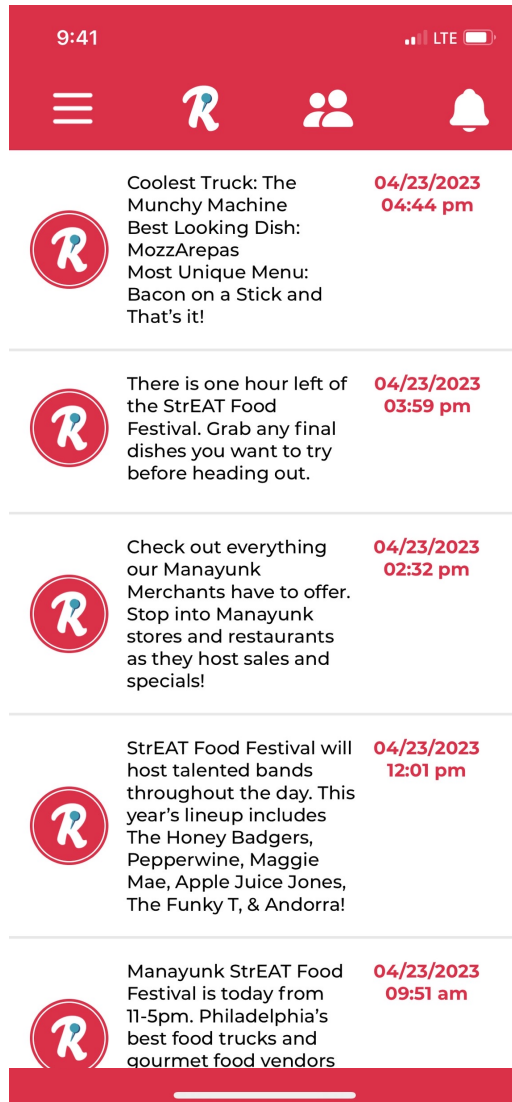 9:41
LTE
R
Coolest Truck: The
Munchy Machine
Best Looking Dish:
MozzArepas
Most Unique Menu:
Bacon on a Stick and
That's it!
04/23/2023
04:44 pm
R
There is one hour left of
the StrEAT Food
Festival. Grab any final
dishes you want to try
before heading out.
04/23/2023
03:59 pm
R
Check out everything
our Manayunk
Merchants have to offer.
Stop into Manayunk
stores and restaurants
as they host sales and
specials!
04/23/2023
02:32 pm
R
StrEAT Food Festival will
host talented bands
throughout the day. This
year's lineup includes
The Honey Badgers,
Pepperwine, Maggie
Mae, Apple Juice Jones,
The Funky T, & Andorra!
04/23/2023
12:01 pm
R
Manayunk StrEAT Food
Festival is today from
11-5pm. Philadelphia's
best food trucks and
gourmet food vendors
04/23/2023
09:51 am
R